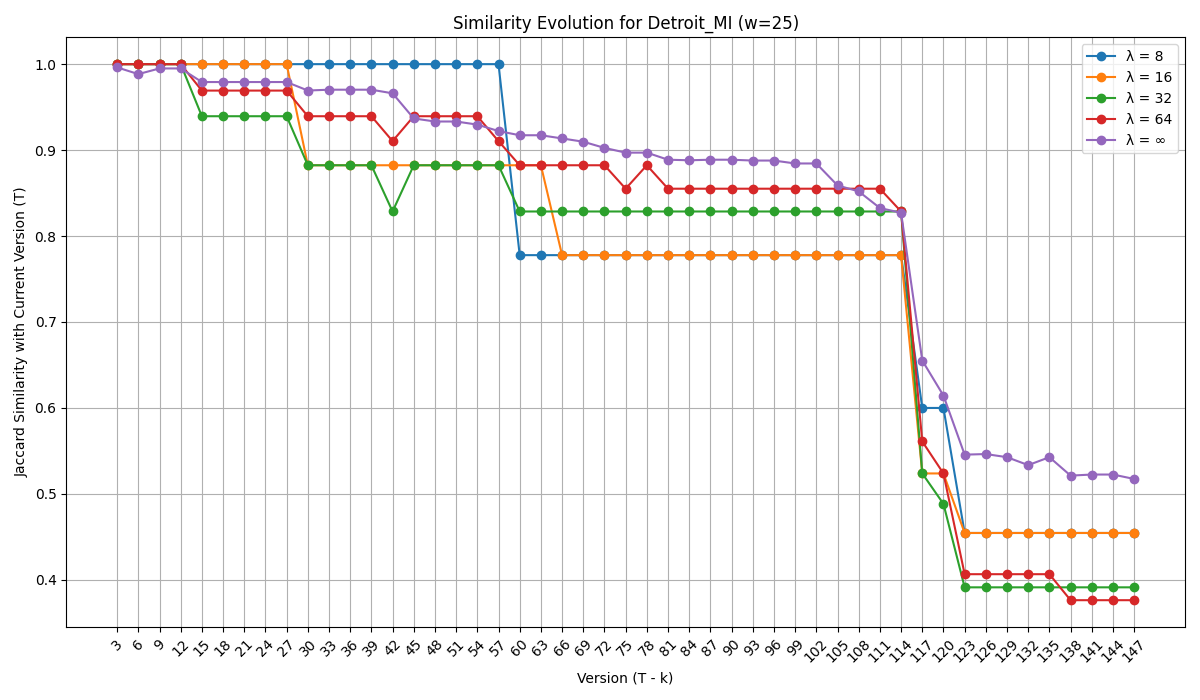 Similarity Evolution for Detroit_MI (w=25)
Jaccard Similarity with Current Version (T)
1.0
0.9
0.8
0.7
0.6
0.5
0.4
λ = 8
λ = 16
λ = 32
λ = 64
λ = ∞
3 6 9 12 15 18 21 24 27 30 33 36 39 42 45 48 51 54 57 60 63 66 69 72 75 78 81 84 87 90 93 96 99 102 105 108 111 114 117 120 123 126 129 132 135 138 141 144 147
Version (T - k)